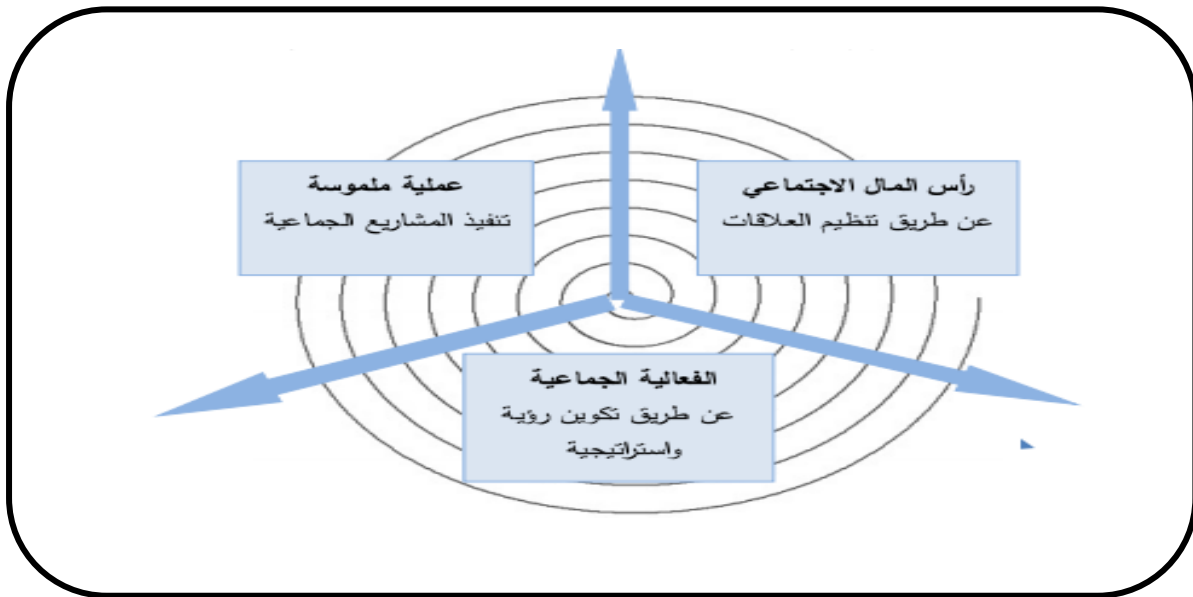 رأس المال الاجتماعي
عن طريق تنظيم العلاقات
عملية ملموسة
تنفيذ المشاريع الجماعية
الفعالية الجماعية
عن طريق تكوين رؤية
واستراتيجية